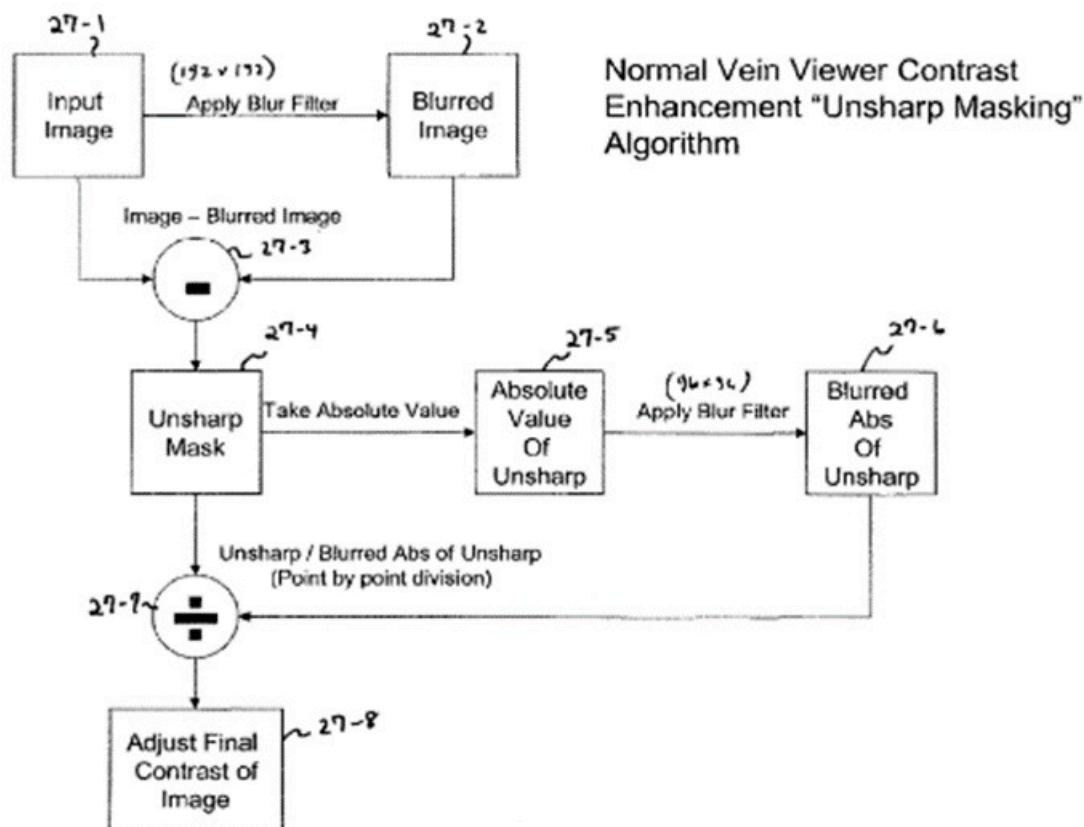 27-1
27-2
Input
Image
(192 x 192)
Apply Blur Filter
Blurred
Image
Normal Vein Viewer Contrast
Enhancement “Unsharp Masking”
Algorithm
Image – Blurred Image
27-3
27-4
Unsharp
Mask
Take Absolute Value
27-5
Absolute
Value
Of
Unsharp
(96 x 96)
Apply Blur Filter
27-6
Blurred
Abs
Of
Unsharp
Unsharp / Blurred Abs of Unsharp
(Point by point division)
27-7
27-8
Adjust Final
Contrast of
Image